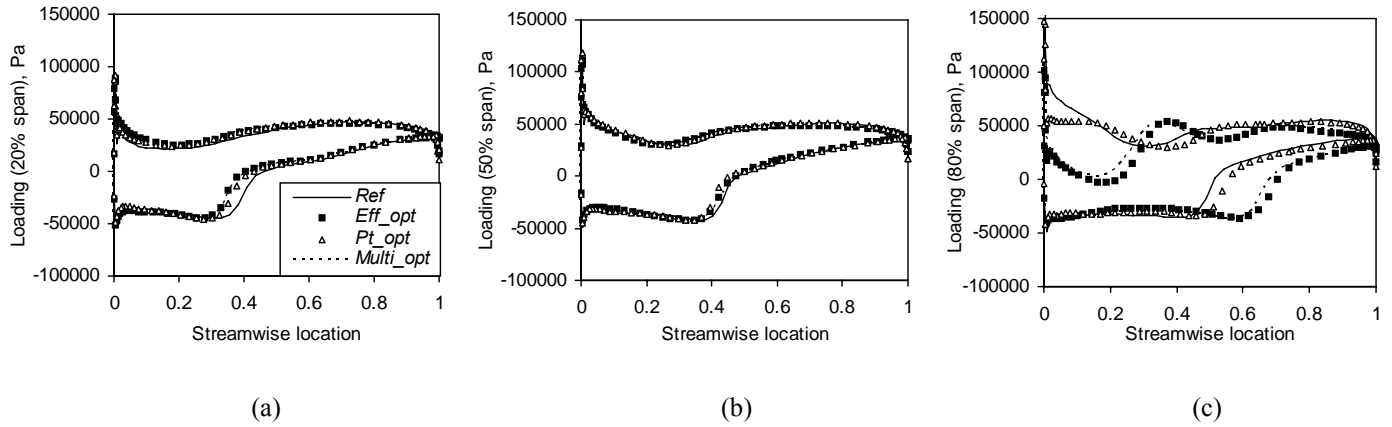 150000
100000
50000
0
-50000
-100000
Loading (20% span), Pa
0 0.2 0.4 0.6 0.8 1
Streamwise location
Ref
Eff_opt
Pt_opt
Multi_opt
(a)
150000
100000
50000
0
-50000
-100000
Loading (50% span), Pa
0 0.2 0.4 0.6 0.8 1
Streamwise location
(b)
150000
100000
50000
0
-50000
-100000
Loading (80% span), Pa
0 0.2 0.4 0.6 0.8 1
Streamwise location
(c)